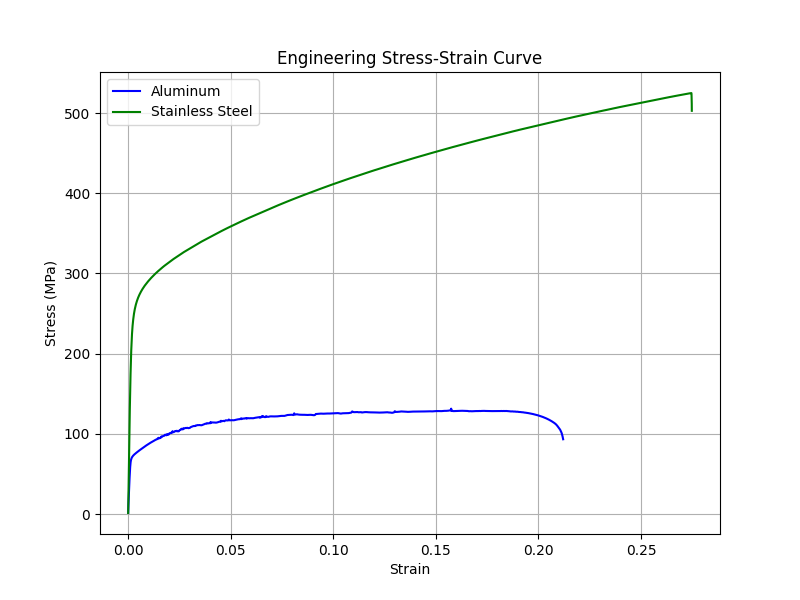 Engineering Stress-Strain Curve
Aluminum
Stainless Steel
500
400
300
200
100
0
Stress (MPa)
0.00 0.05 0.10 0.15 0.20 0.25
Strain